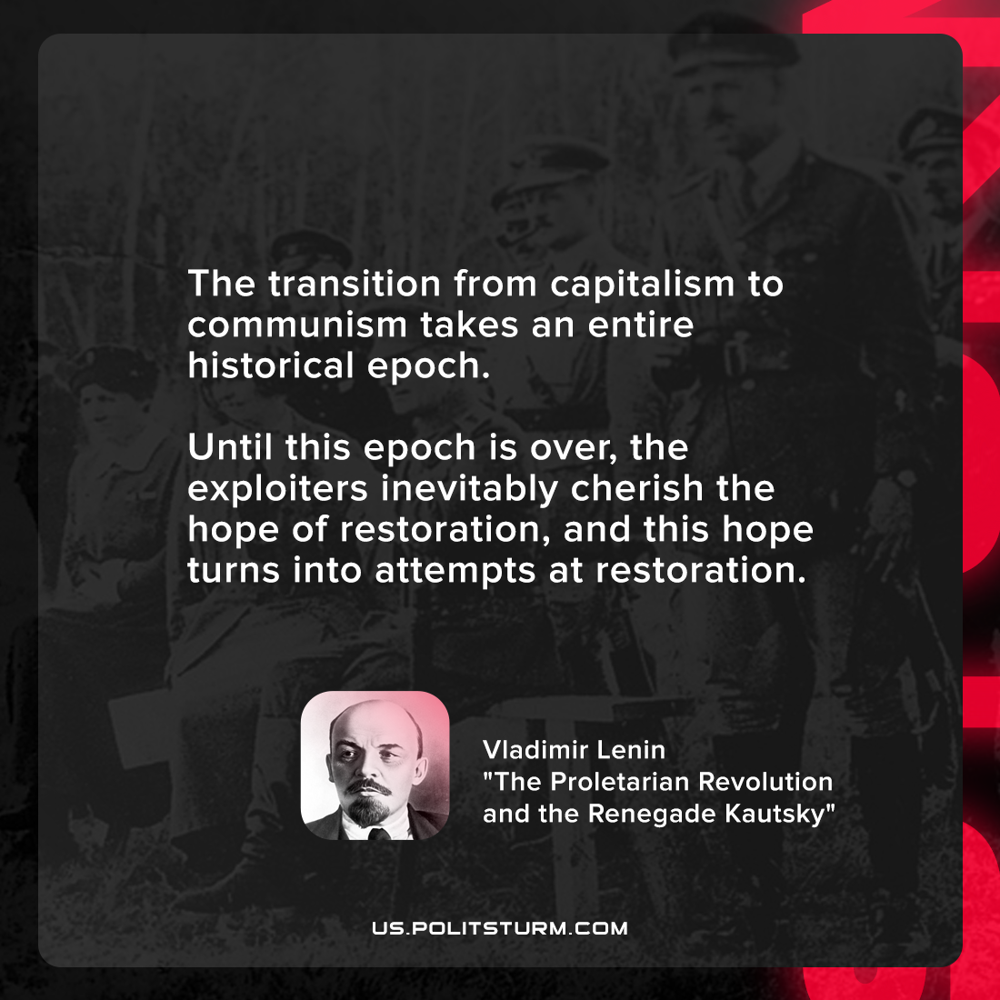 The transition from capitalism to
communism takes an entire
historical epoch.
Until this epoch is over, the
exploiters inevitably cherish the
hope of restoration, and this hope
turns into attempts at restoration.
Vladimir Lenin
"The Proletarian Revolution
and the Renegade Kautsky"
US.POLITSTURM.COM